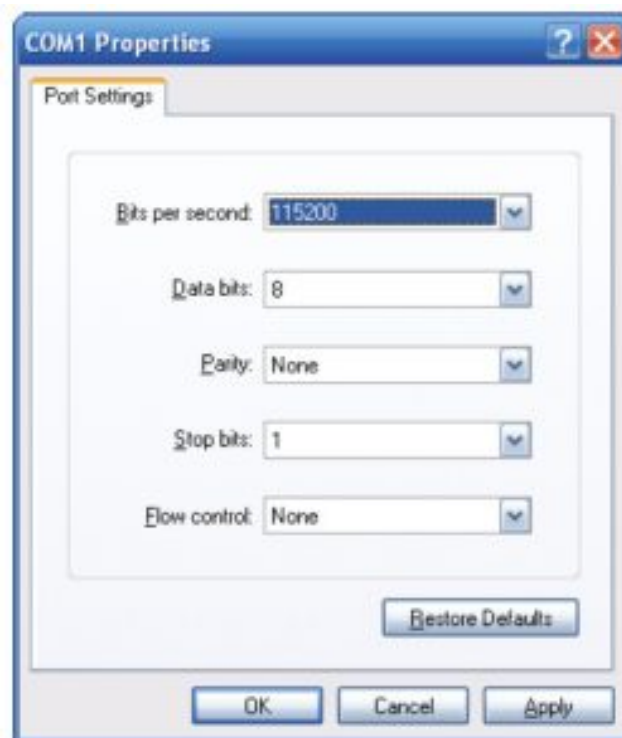 COM1 Properties
Port Settings
Bits per second: 115200
Data bits: 8
Parity: None
Stop bits: 1
Flow control: None
Restore Defaults
OK Cancel Apply